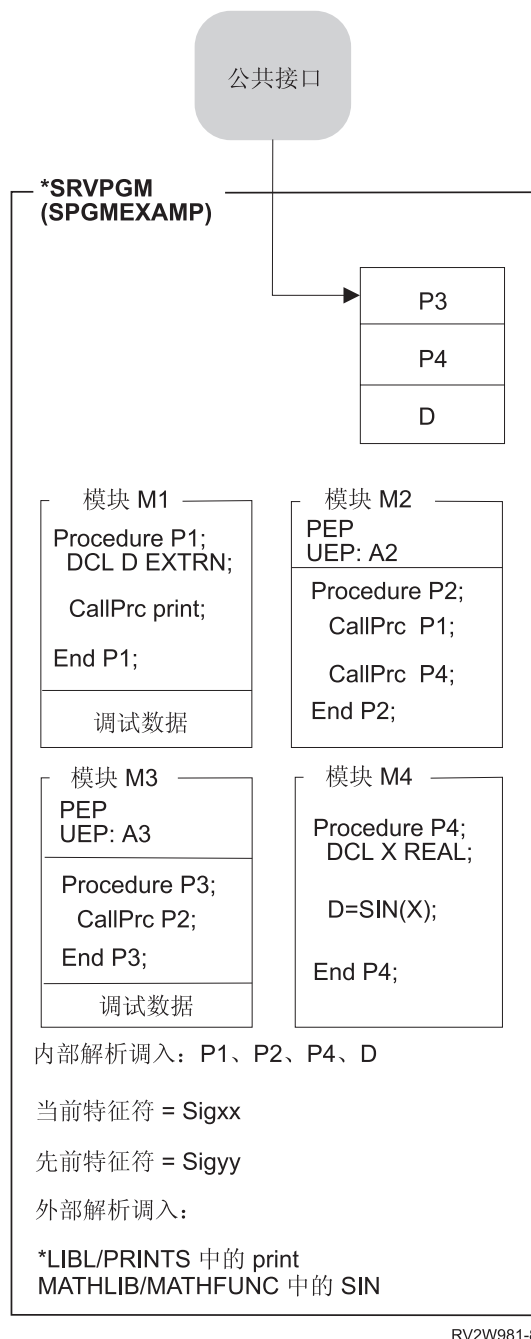 公共接口
*SRVPGM
(SPGMEXAMP)
P3
P4
D
模块 M1
Procedure P1;
DCL D EXTRN;
CallPrc print;
End P1;
调试数据
模块 M2
PEP
UEP: A2
Procedure P2;
CallPrc P1;
CallPrc P4;
End P2;
模块 M3
PEP
UEP: A3
Procedure P3;
CallPrc P2;
End P3;
调试数据
模块 M4
Procedure P4;
DCL X REAL;
D=SIN(X);
End P4;
内部解析调入：P1、P2、P4、D
当前特征符 = Sigxx
先前特征符 = Sigyy
外部解析调入：
*LIBL/PRINTS 中的 print
MATHLIB/MATHFUNC 中的 SIN